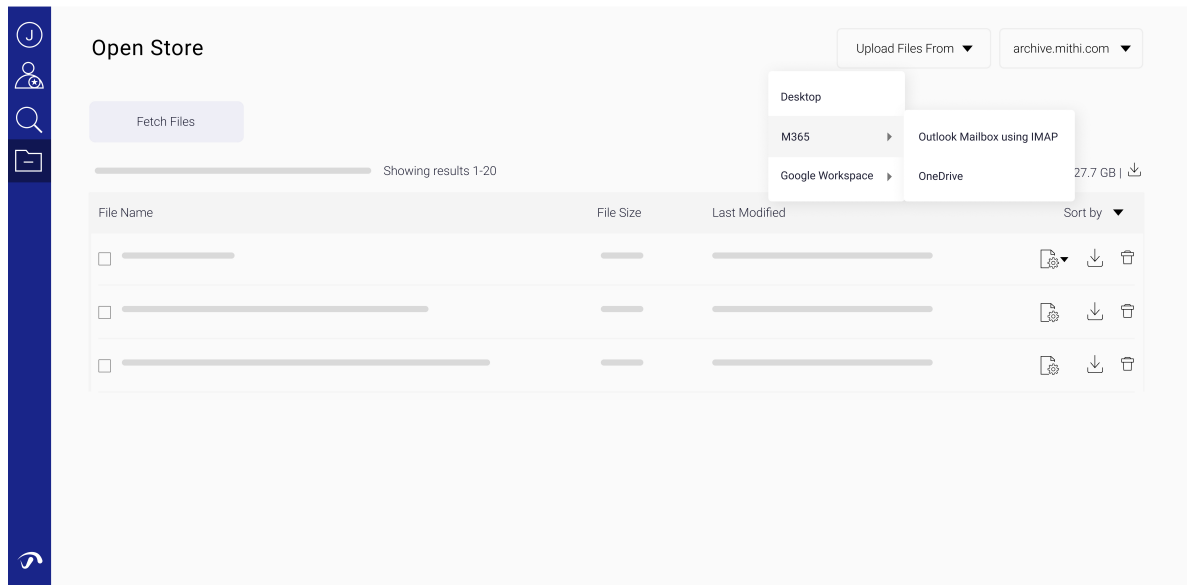 J
Open Store
Upload Files From
archive.mithi.com
Desktop
M365
Google Workspace
Outlook Mailbox using IMAP
OneDrive
Fetch Files
Showing results 1-20
27.7 GB |
File Name
File Size
Last Modified
Sort by